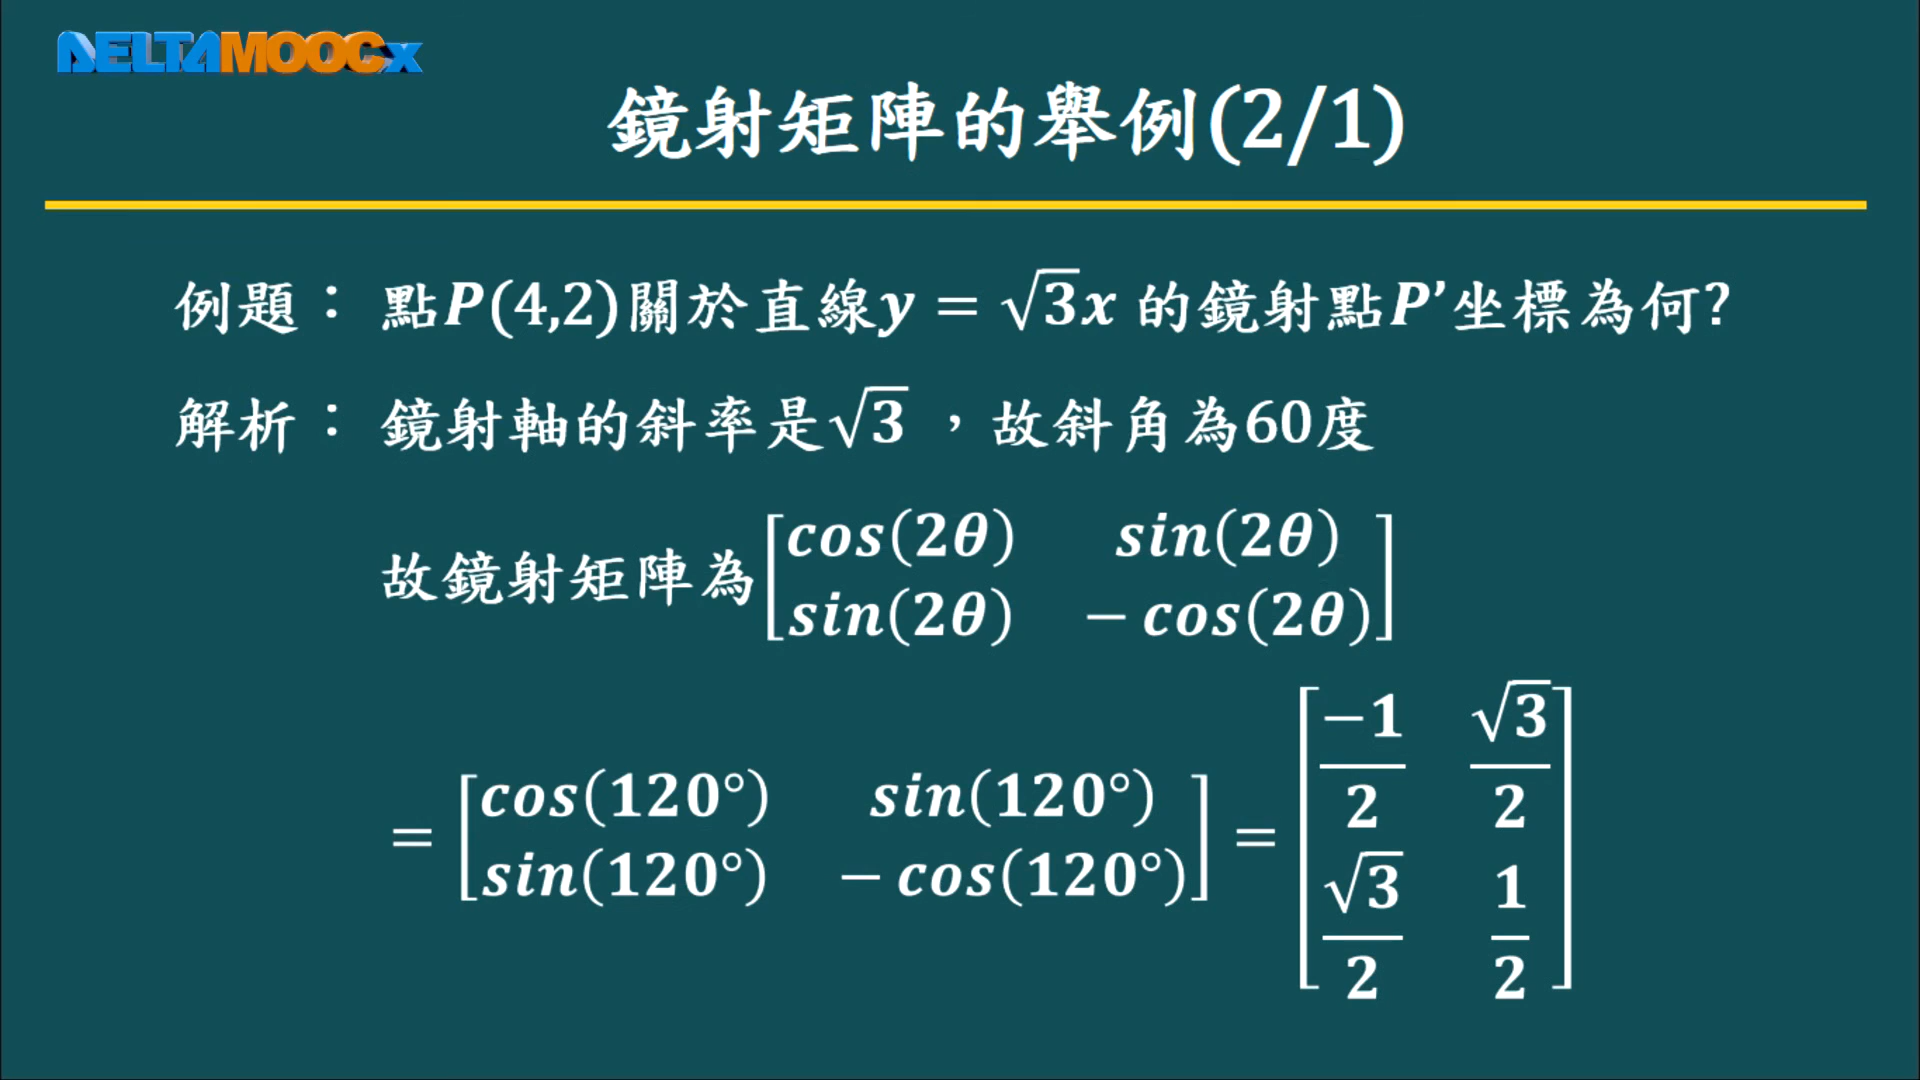 DELTAMOOCx
鏡射矩陣的舉例(2/1)
例題： 點P(4,2)關於直線y = √3x 的鏡射點P’坐標為何?
解析： 鏡射軸的斜率是√3 ，故斜角為60度
故鏡射矩陣為[cos(2θ) sin(2θ)
sin(2θ) − cos(2θ)]
= [cos(120°) sin(120°)
sin(120°) − cos(120°)] = [−1/2 √3/2
√3/2 1/2]